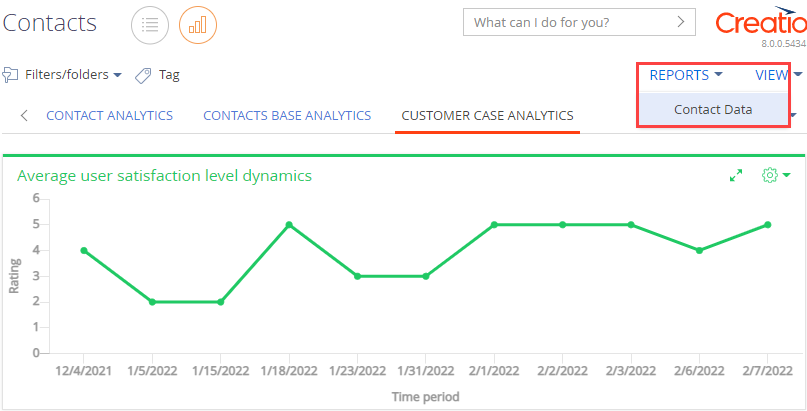 Contacts
What can I do for you?
Creatio
8.0.0.5434
Filters/folders
Tag
REPORTS
VIEW
Contact Data
CONTACT ANALYTICS
CONTACTS BASE ANALYTICS
CUSTOMER CASE ANALYTICS
Average user satisfaction level dynamics
6
5
4
3
2
1
0
Rating
12/4/2021 1/5/2022 1/15/2022 1/18/2022 1/23/2022 1/31/2022 2/1/2022 2/2/2022 2/3/2022 2/6/2022 2/7/2022
Time period